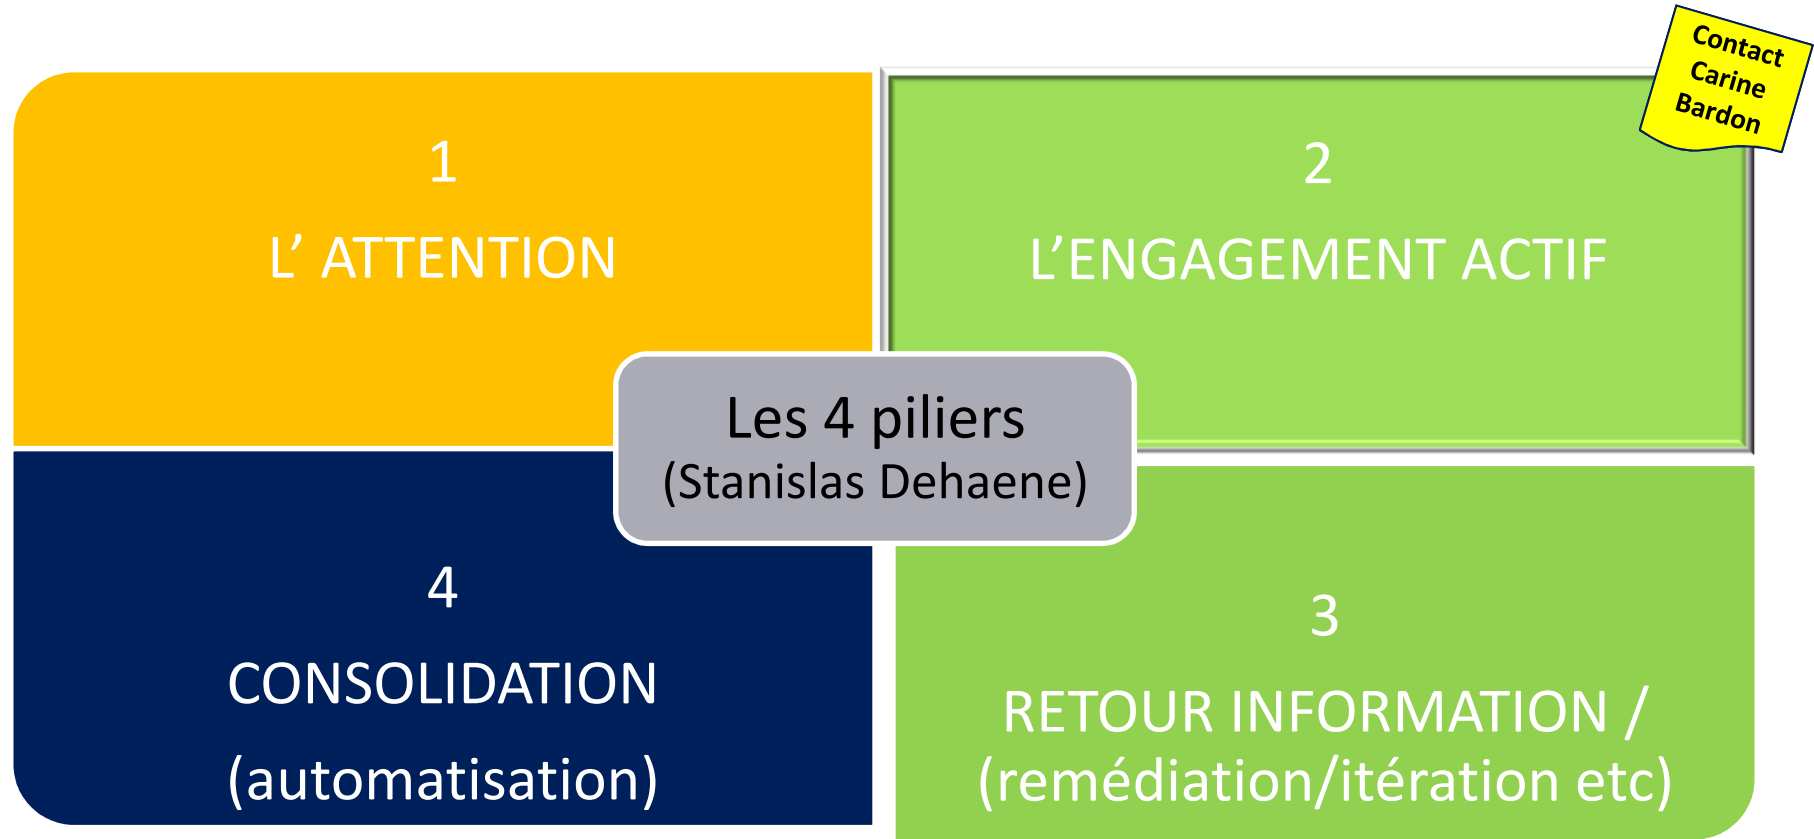 Contact
Carine
Bardon
1
L’ ATTENTION
2
L’ENGAGEMENT ACTIF
Les 4 piliers
(Stanislas Dehaene)
4
CONSOLIDATION
(automatisation)
3
RETOUR INFORMATION /
(remédiation/itération etc)